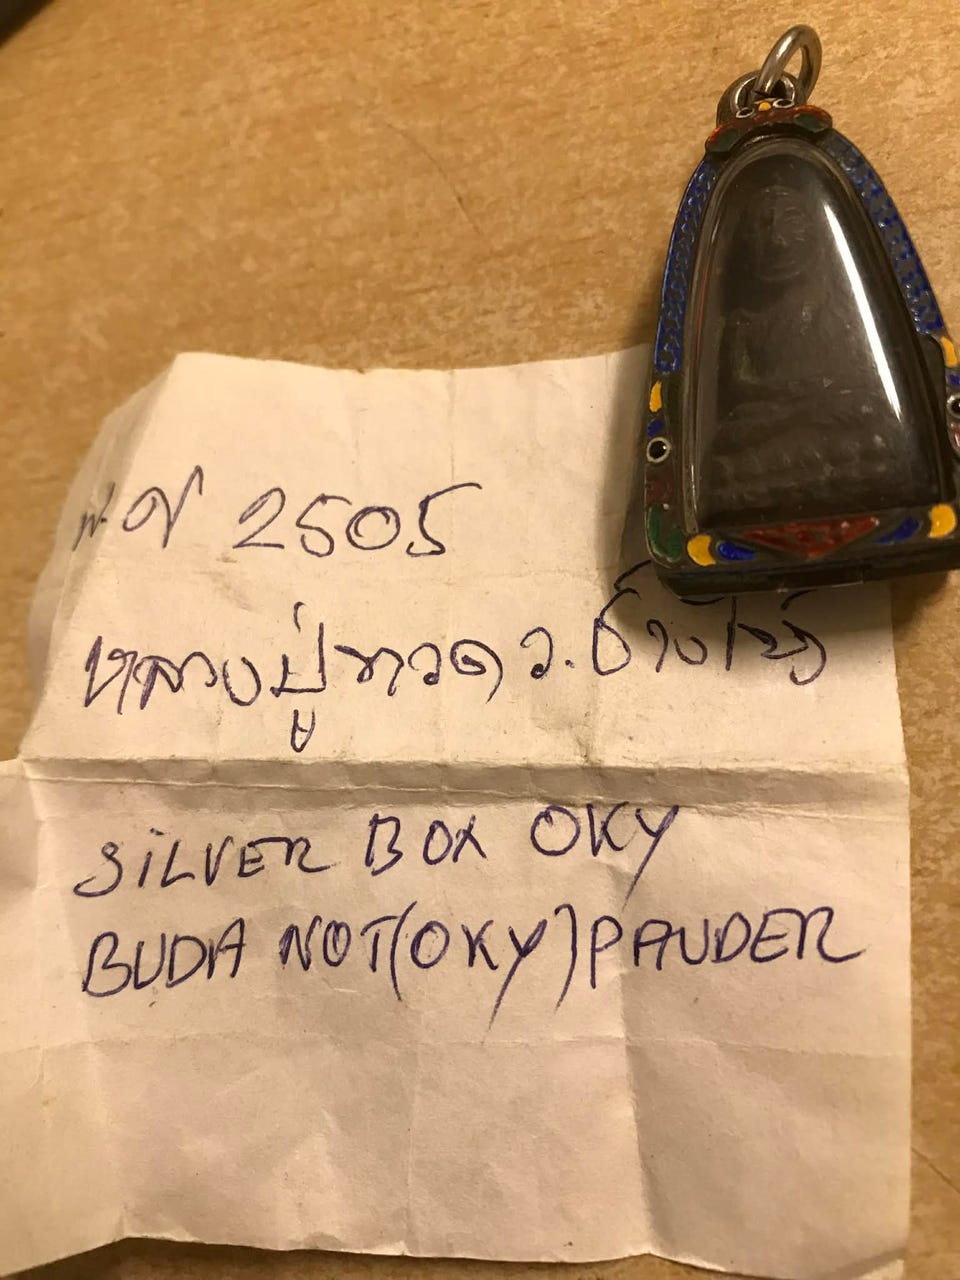 พ.ศ 2505
หลวงปู่ทวด ว.ช้างให้
SILVER BOX OKY
BUDA NOT(OKY)PAUDER